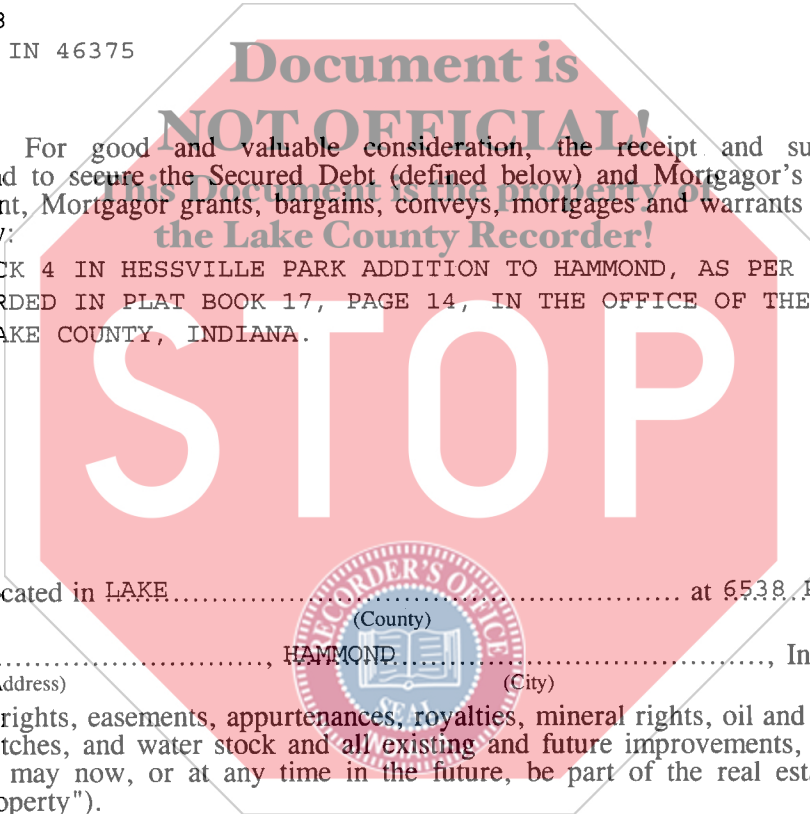 3
IN 46375
Document is
NOT OFFICIAL!
For good and valuable consideration, the receipt and su
d to secure the Secured Debt (defined below) and Mortgagor's
nt, Mortgagor grants, bargains, conveys, mortgages and warrants
This Document is the property of
y:
the Lake County Recorder!
CK 4 IN HESSVILLE PARK ADDITION TO HAMMOND, AS PER
RDED IN PLAT BOOK 17, PAGE 14, IN THE OFFICE OF THE
AKE COUNTY, INDIANA.
STOP
cated in LAKE at 6538
(County)
, HAMMOND , In
ddress) (City)
rights, easements, appurtenances, royalties, mineral rights, oil and
tches, and water stock and all existing and future improvements,
may now, or at any time in the future, be part of the real esta
operty").
RECORDER'S OFFICE
SEAL